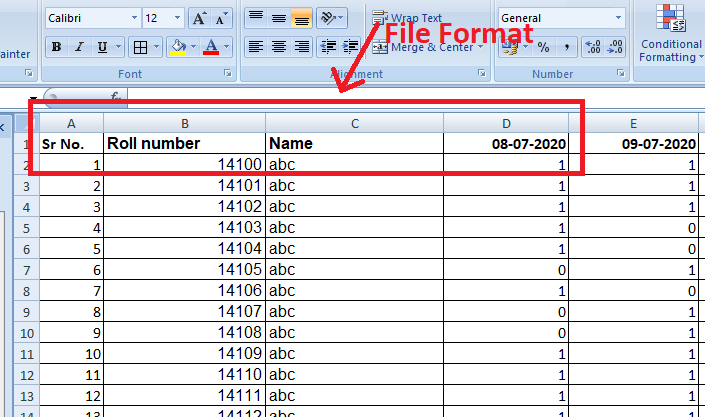 Calibri 12 A A Wrap Text General
File Format
ainter B I U A Merge & Center % , .0 .00 .00 .0 Conditional Formatting
Font Alignment Number
fx
A B C D E
1 Sr No. Roll number Name 08-07-2020 09-07-2020
2 1 14100 abc 1 1
3 2 14101 abc 1 1
4 3 14102 abc 1 1
5 4 14103 abc 1 0
6 5 14104 abc 1 0
7 6 14105 abc 0 1
8 7 14106 abc 1 0
9 8 14107 abc 0 1
10 9 14108 abc 0 1
11 10 14109 abc 1 1
12 11 14110 abc 1 1
13 12 14111 abc 1 1
14 13 14112 abc 1 1